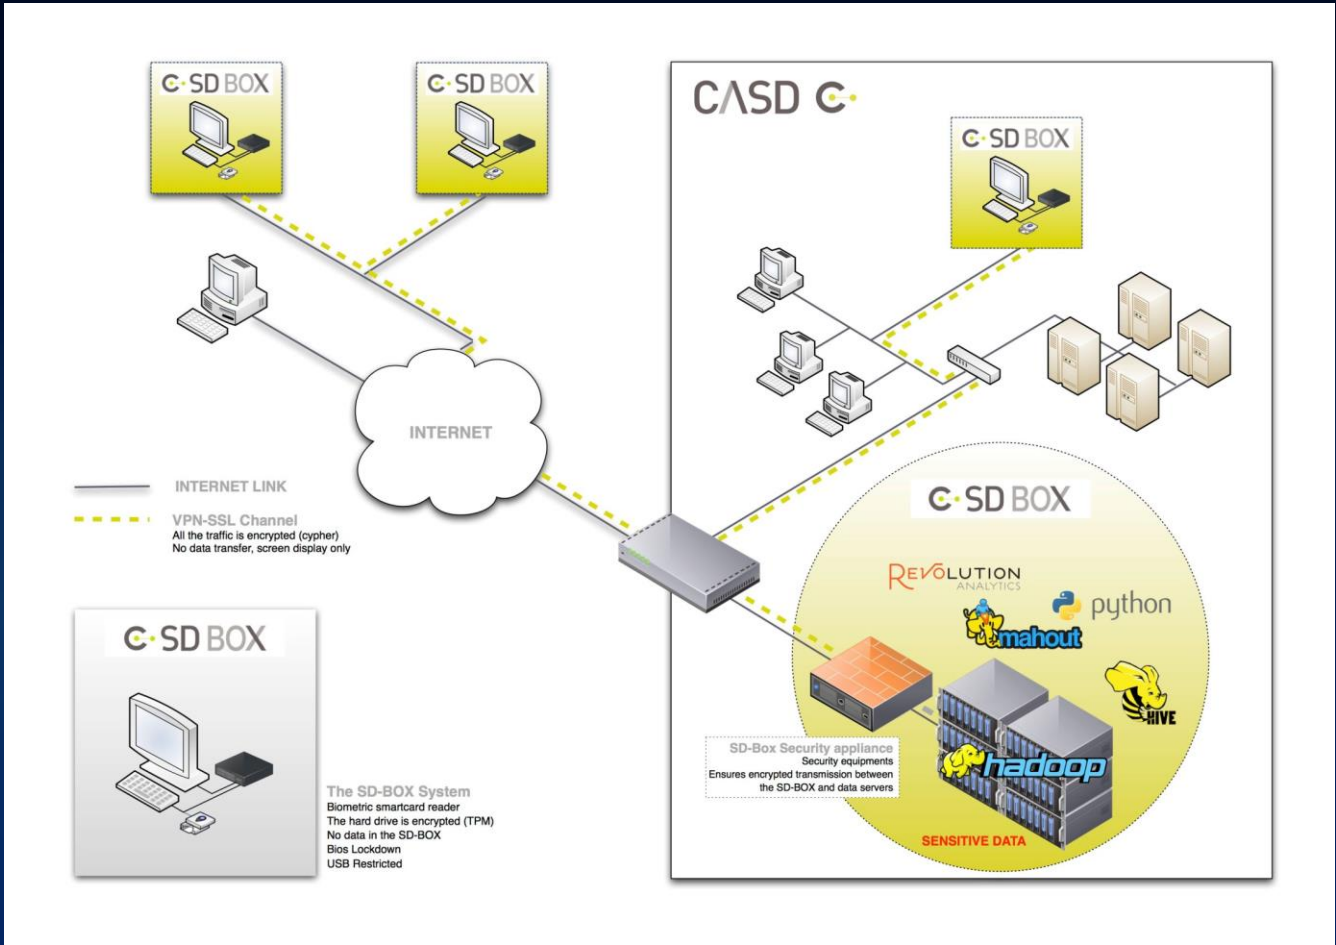 C·SD BOX
C·SD BOX
CASD C·
C·SD BOX
INTERNET
INTERNET LINK
VPN-SSL Channel
All the traffic is encrypted (cypher)
No data transfer, screen display only
C·SD BOX
REVOLUTION
ANALYTICS
python
mahout
HIVE
SD-Box Security appliance
Security equipments
Ensures encrypted transmission between
the SD-BOX and data servers
hadoop
SENSITIVE DATA
C·SD BOX
The SD-BOX System
Biometric smartcard reader
The hard drive is encrypted (TPM)
No data in the SD-BOX
Bios Lockdown
USB Restricted